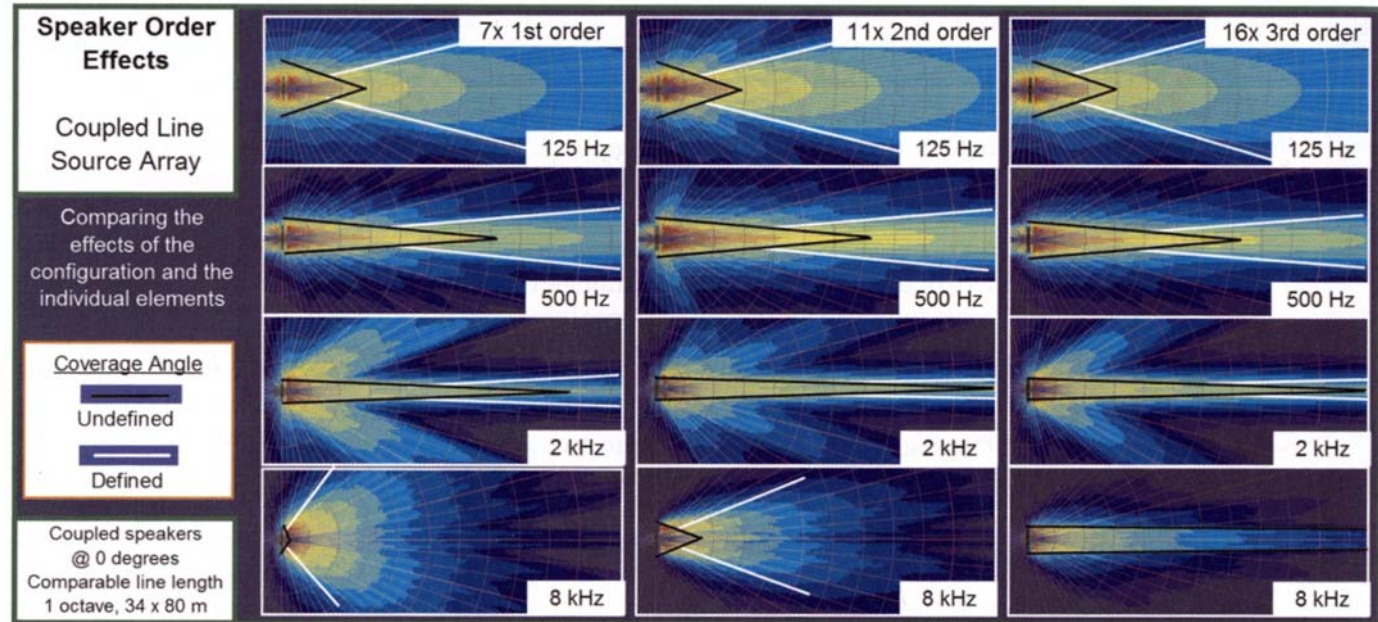 Speaker Order
Effects
Coupled Line
Source Array
Comparing the
effects of the
configuration and the
individual elements
Coverage Angle
Undefined
Defined
Coupled speakers
@ 0 degrees
Comparable line length
1 octave, 34 x 80 m
7x 1st order
11x 2nd order
16x 3rd order
125 Hz
125 Hz
125 Hz
500 Hz
500 Hz
500 Hz
2 kHz
2 kHz
2 kHz
8 kHz
8 kHz
8 kHz